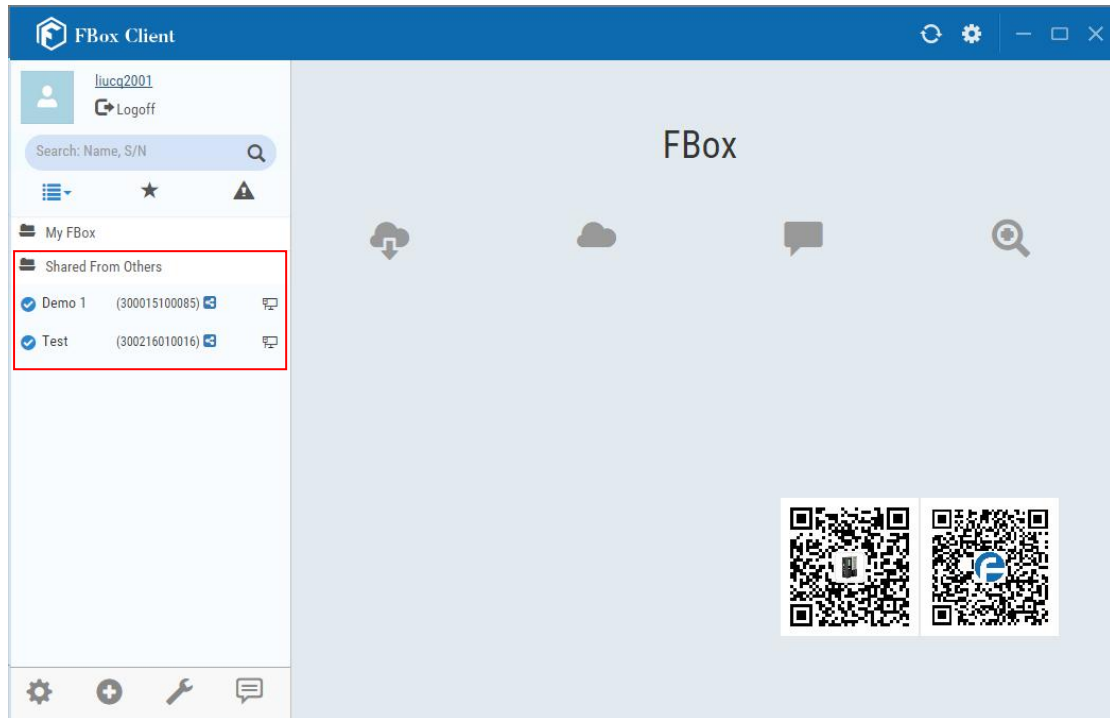 FBox Client
liucq2001
Logoff
Search: Name, S/N
My FBox
Shared From Others
Demo 1 (300015100085)
Test (300216010016)
FBox